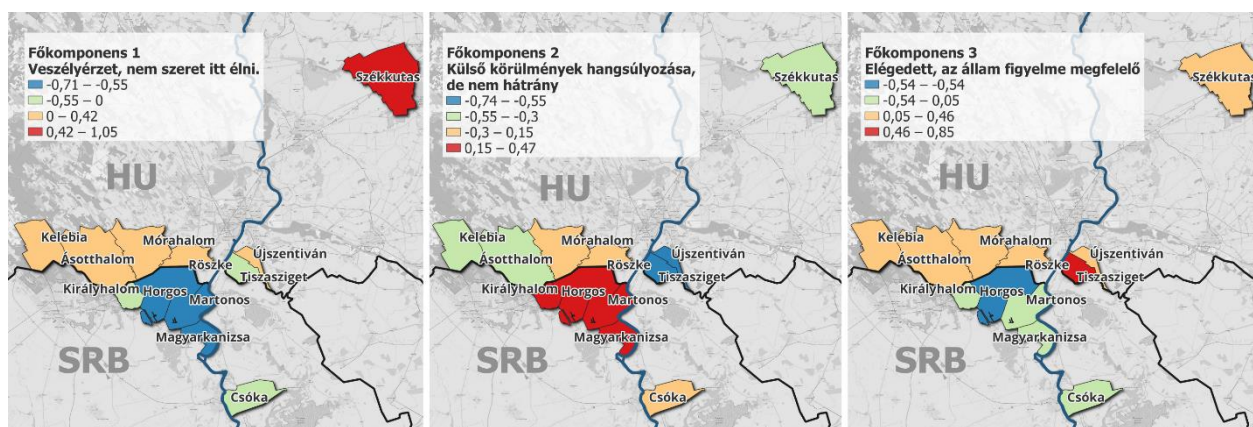 Főkomponens 1
Veszélyérzet, nem szeret itt élni.
-0,71 – -0,55
-0,55 – 0
0 – 0,42
0,42 – 1,05
Székkutas
HU
Kelebia
Mórahalom
Ásotthalom
Újszentiván
Röszke
Tiszasziget
Királyhalom
Horgos
Martonos
Magyarkanizsa
SRB
Csóka
Főkomponens 2
Külső körülmények hangsúlyozása,
de nem hátrány
-0,74 – -0,55
-0,55 – -0,3
-0,3 – 0,15
0,15 – 0,47
Székkutas
HU
Kelebia
Mórahalom
Ásotthalom
Újszentiván
Röszke
Tiszasziget
Királyhalom
Horgos
Martonos
Magyarkanizsa
SRB
Csóka
Főkomponens 3
Elégedett, az állam figyelme megfelelő
-0,54 – -0,54
-0,54 – 0,05
0,05 – 0,46
0,46 – 0,85
Székkutas
HU
Kelebia
Mórahalom
Ásotthalom
Újszentiván
Röszke
Tiszasziget
Királyhalom
Horgos
Martonos
Magyarkanizsa
SRB
Csóka